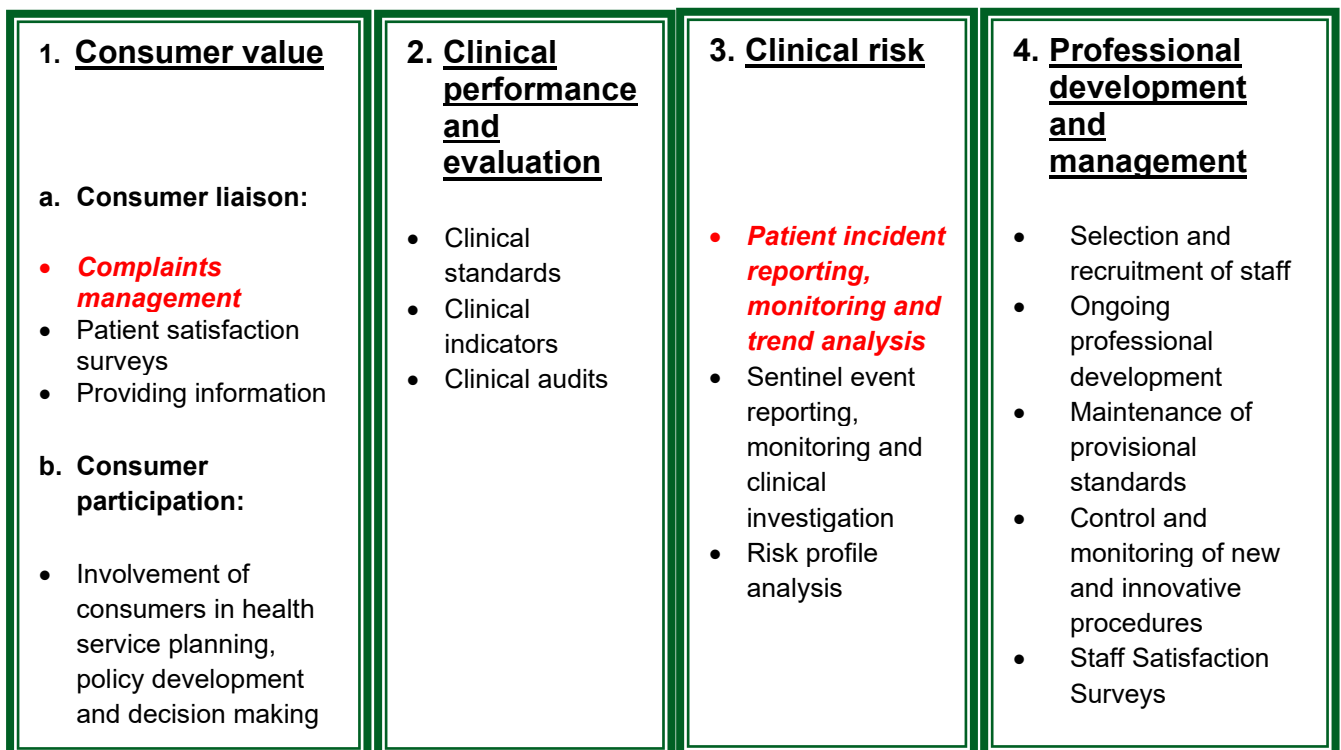 1. Consumer value
a. Consumer liaison:
• Complaints
management
• Patient satisfaction
surveys
• Providing information
b. Consumer
participation:
• Involvement of
consumers in health
service planning,
policy development
and decision making
2. Clinical
performance
and
evaluation
• Clinical
standards
• Clinical
indicators
• Clinical audits
3. Clinical risk
• Patient incident
reporting,
monitoring and
trend analysis
• Sentinel event
reporting,
monitoring and
clinical
investigation
• Risk profile
analysis
4. Professional
development
and
management
• Selection and
recruitment of staff
• Ongoing
professional
development
• Maintenance of
provisional
standards
• Control and
monitoring of new
and innovative
procedures
• Staff Satisfaction
Surveys